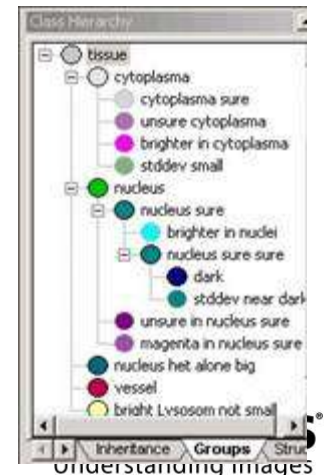 Class Hierarchy
tissue
cytoplasma
cytoplasma sure
unsure cytoplasma
brighter in cytoplasma
stddev small
nucleus
nucleus sure
brighter in nuclei
nucleus sure sure
dark
stddev near dark
unsure in nucleus sure
magenta in nucleus sure
nucleus het alone big
vessel
bright Lysosom not small
Inheritance Groups Struc
S®
Understanding Images